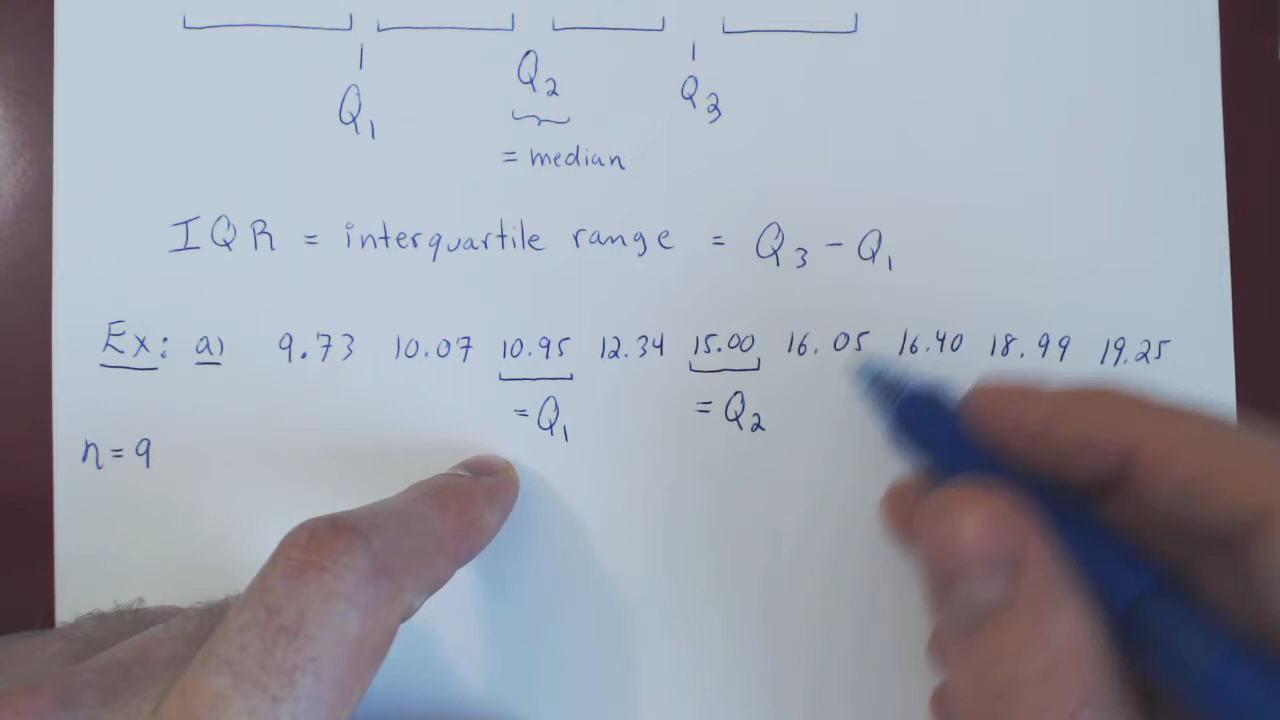 Q1 Q2 Q3
= median
IQR = interquartile range = Q3 - Q1
Ex: a) 9.73 10.07 10.95 12.34 15.00 16.05 16.40 18.99 19.25
= Q1 = Q2
n = 9